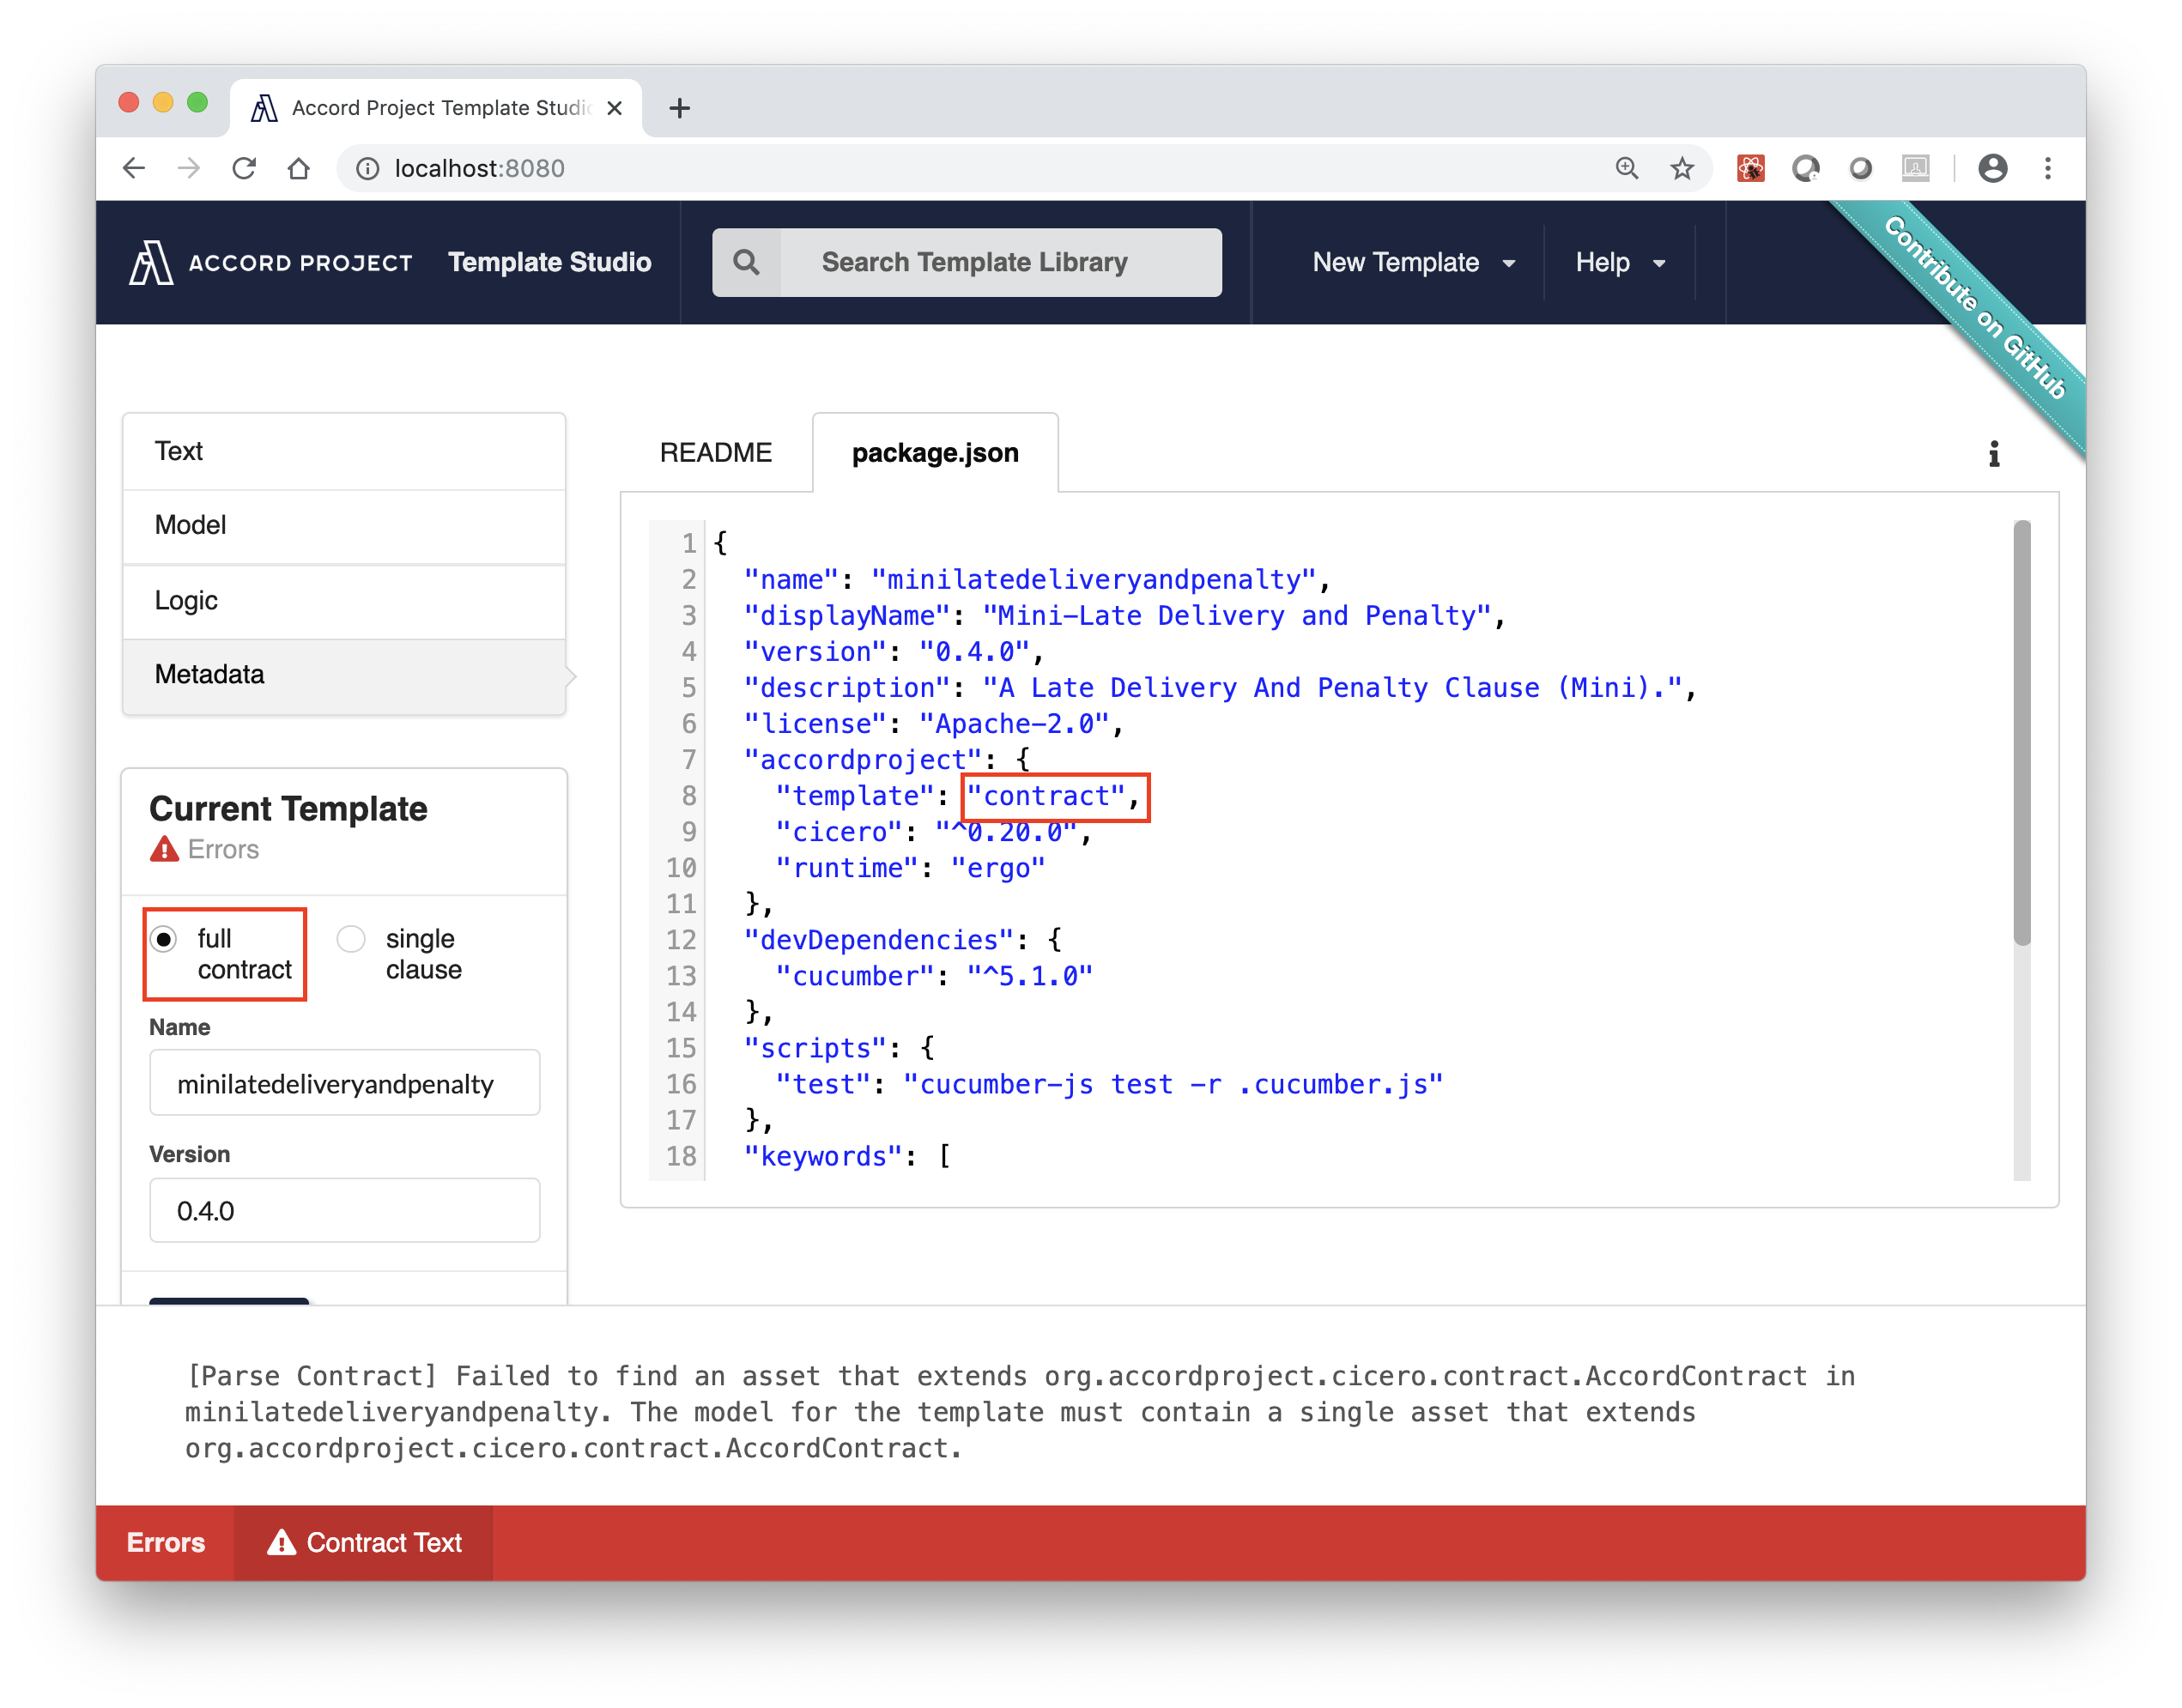 Accord Project Template Studio
localhost:8080
ACCORD PROJECT Template Studio Search Template Library New Template Help
Contribute on GitHub
Text
Model
Logic
Metadata
Current Template
Errors
full contract
single clause
Name
minilatedeliveryandpenalty
Version
0.4.0
README package.json
1 {
2 "name": "minilatedeliveryandpenalty",
3 "displayName": "Mini-Late Delivery and Penalty",
4 "version": "0.4.0",
5 "description": "A Late Delivery And Penalty Clause (Mini).",
6 "license": "Apache-2.0",
7 "accordproject": {
8 "template": "contract",
9 "cicero": "^0.20.0",
10 "runtime": "ergo"
11 },
12 "devDependencies": {
13 "cucumber": "^5.1.0"
14 },
15 "scripts": {
16 "test": "cucumber-js test -r .cucumber.js"
17 },
18 "keywords": [
[Parse Contract] Failed to find an asset that extends org.accordproject.cicero.contract.AccordContract in
minilatedeliveryandpenalty. The model for the template must contain a single asset that extends
org.accordproject.cicero.contract.AccordContract.
Errors Contract Text